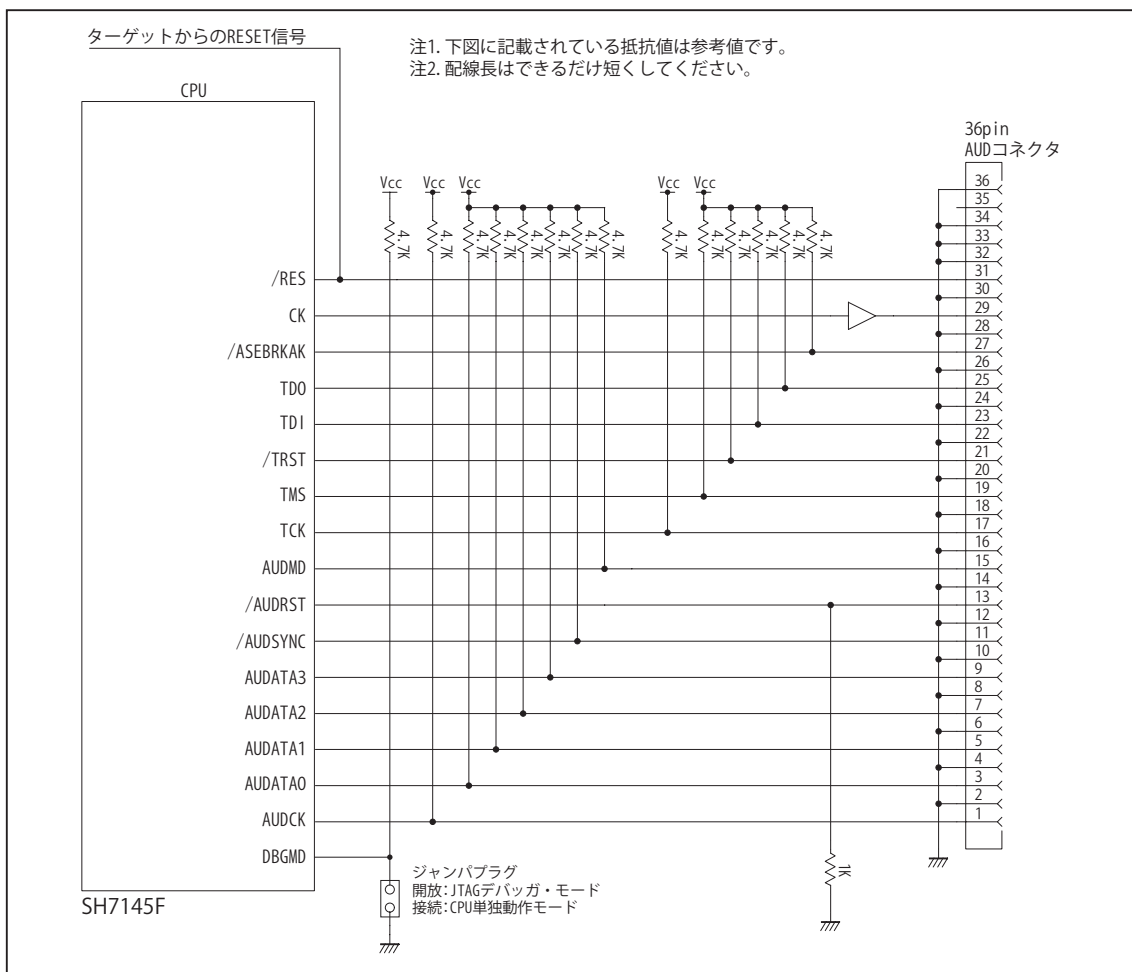 ターゲットからのRESET信号
注1. 下図に記載されている抵抗値は参考値です。
注2. 配線長はできるだけ短くしてください。
CPU
36pin
AUDコネクタ
Vcc
Vcc
Vcc
Vcc
Vcc
4.7K
4.7K
4.7K
4.7K
4.7K
4.7K
4.7K
4.7K
4.7K
4.7K
4.7K
4.7K
4.7K
36
35
34
33
32
/RES
31
30
CK
29
28
/ASEBRKAK
27
26
TDO
25
24
TDI
23
22
/TRST
21
20
TMS
19
18
TCK
17
16
AUDMD
15
14
/AUDRST
13
12
/AUDSYNC
11
10
AUDATA3
9
8
AUDATA2
7
6
AUDATA1
5
4
AUDATA0
3
2
AUDCK
1
DBGMD
1K
ジャンパプラグ
開放:JTAGデバッガ・モード
接続:CPU単独動作モード
SH7145F